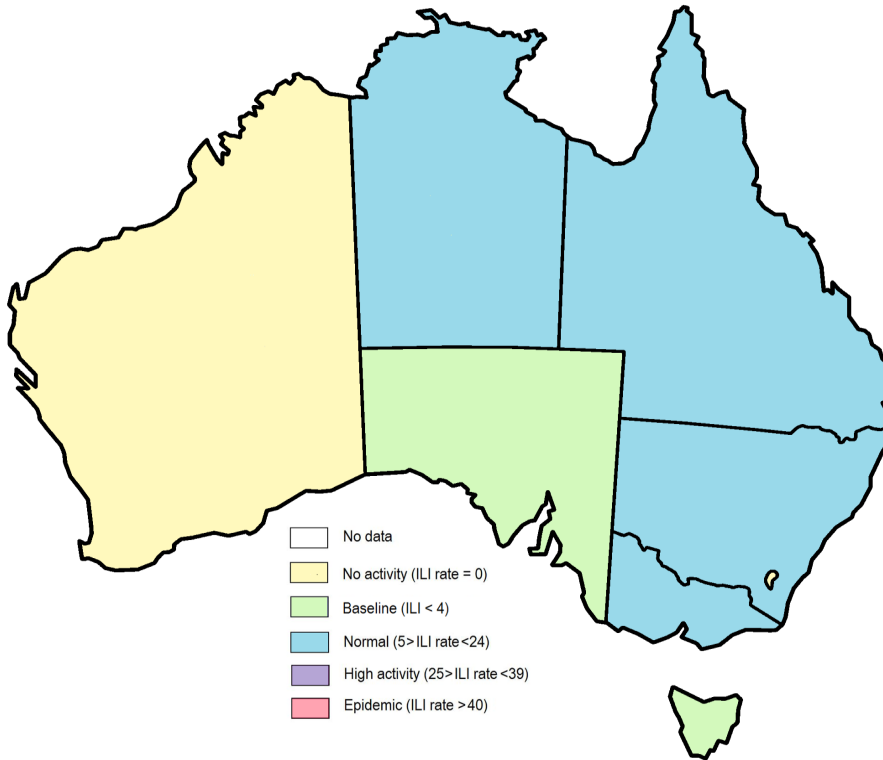 No data
No activity (ILI rate = 0)
Baseline (ILI < 4)
Normal (5> ILI rate <24)
High activity (25> ILI rate <39)
Epidemic (ILI rate >40)